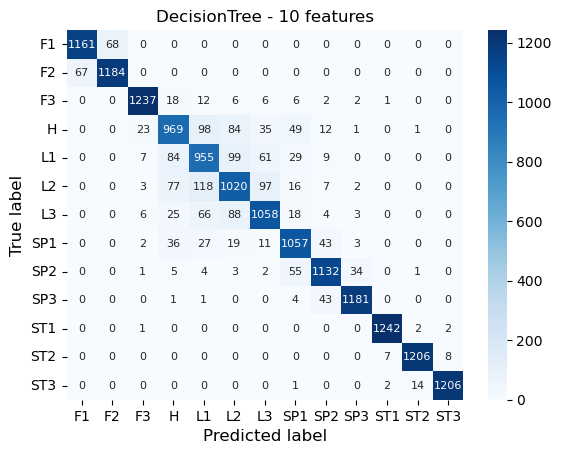 DecisionTree - 10 features
True label
F1 1161 68 0 0 0 0 0 0 0 0 0 0 0
F2 67 1184 0 0 0 0 0 0 0 0 0 0 0
F3 0 0 1237 18 12 6 6 6 2 2 1 0 0
H 0 0 23 969 98 84 35 49 12 1 0 1 0
L1 0 0 7 84 955 99 61 29 9 0 0 0 0
L2 0 0 3 77 118 1020 97 16 7 2 0 0 0
L3 0 0 6 25 66 88 1058 18 4 3 0 0 0
SP1 0 0 2 36 27 19 11 1057 43 3 0 0 0
SP2 0 0 1 5 4 3 2 55 1132 34 0 1 0
SP3 0 0 0 1 1 0 0 4 43 1181 0 0 0
ST1 0 0 1 0 0 0 0 0 0 0 1242 2 2
ST2 0 0 0 0 0 0 0 0 0 0 7 1206 8
ST3 0 0 0 0 0 0 0 1 0 0 2 14 1206
F1 F2 F3 H L1 L2 L3 SP1 SP2 SP3 ST1 ST2 ST3
Predicted label
1200
1000
800
600
400
200
0